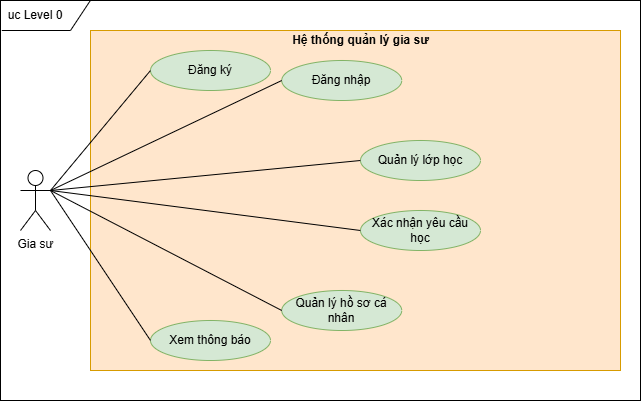 uc Level 0
Hệ thống quản lý gia sư
Đăng ký
Đăng nhập
Quản lý lớp học
Xác nhận yêu cầu
học
Gia sư
Quản lý hồ sơ cá
nhân
Xem thông báo